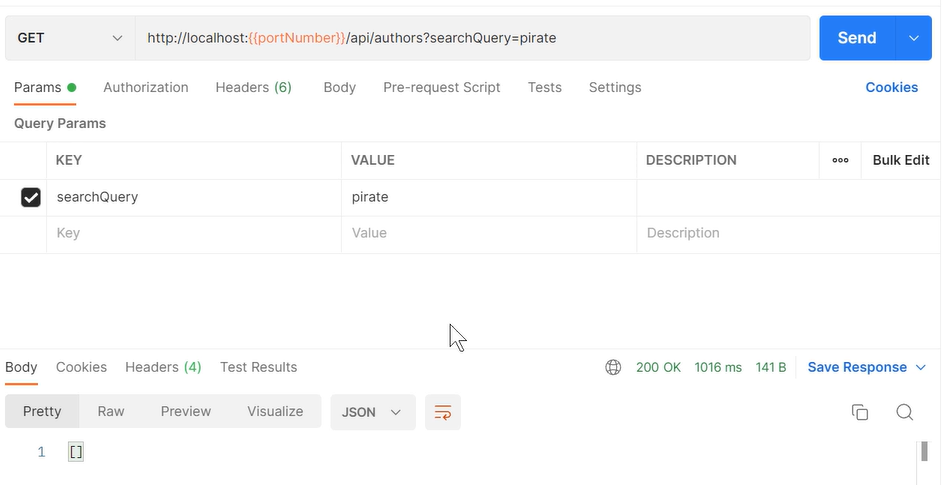 GET http://localhost:{{portNumber}}/api/authors?searchQuery=pirate Send
Params Authorization Headers (6) Body Pre-request Script Tests Settings Cookies
Query Params
KEY VALUE DESCRIPTION ooo Bulk Edit
searchQuery pirate
Key Value Description
Body Cookies Headers (4) Test Results 200 OK 1016 ms 141 B Save Response
Pretty Raw Preview Visualize JSON
1 []